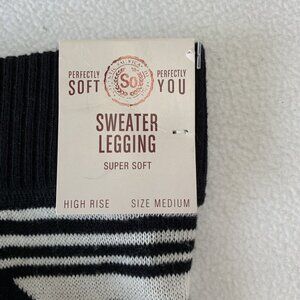 PERFECTLY SOFT
So.
PERFECTLY YOU
SWEATER
LEGGING
SUPER SOFT
HIGH RISE SIZE MEDIUM